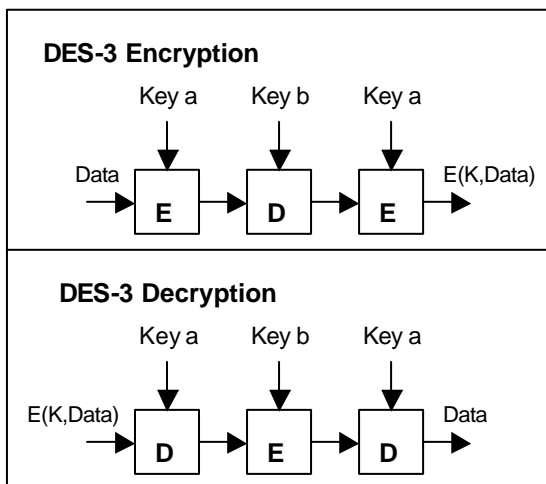 DES-3 Encryption
Key a Key b Key a
Data E(K,Data)
E D E
DES-3 Decryption
Key a Key b Key a
E(K,Data) Data
D E D